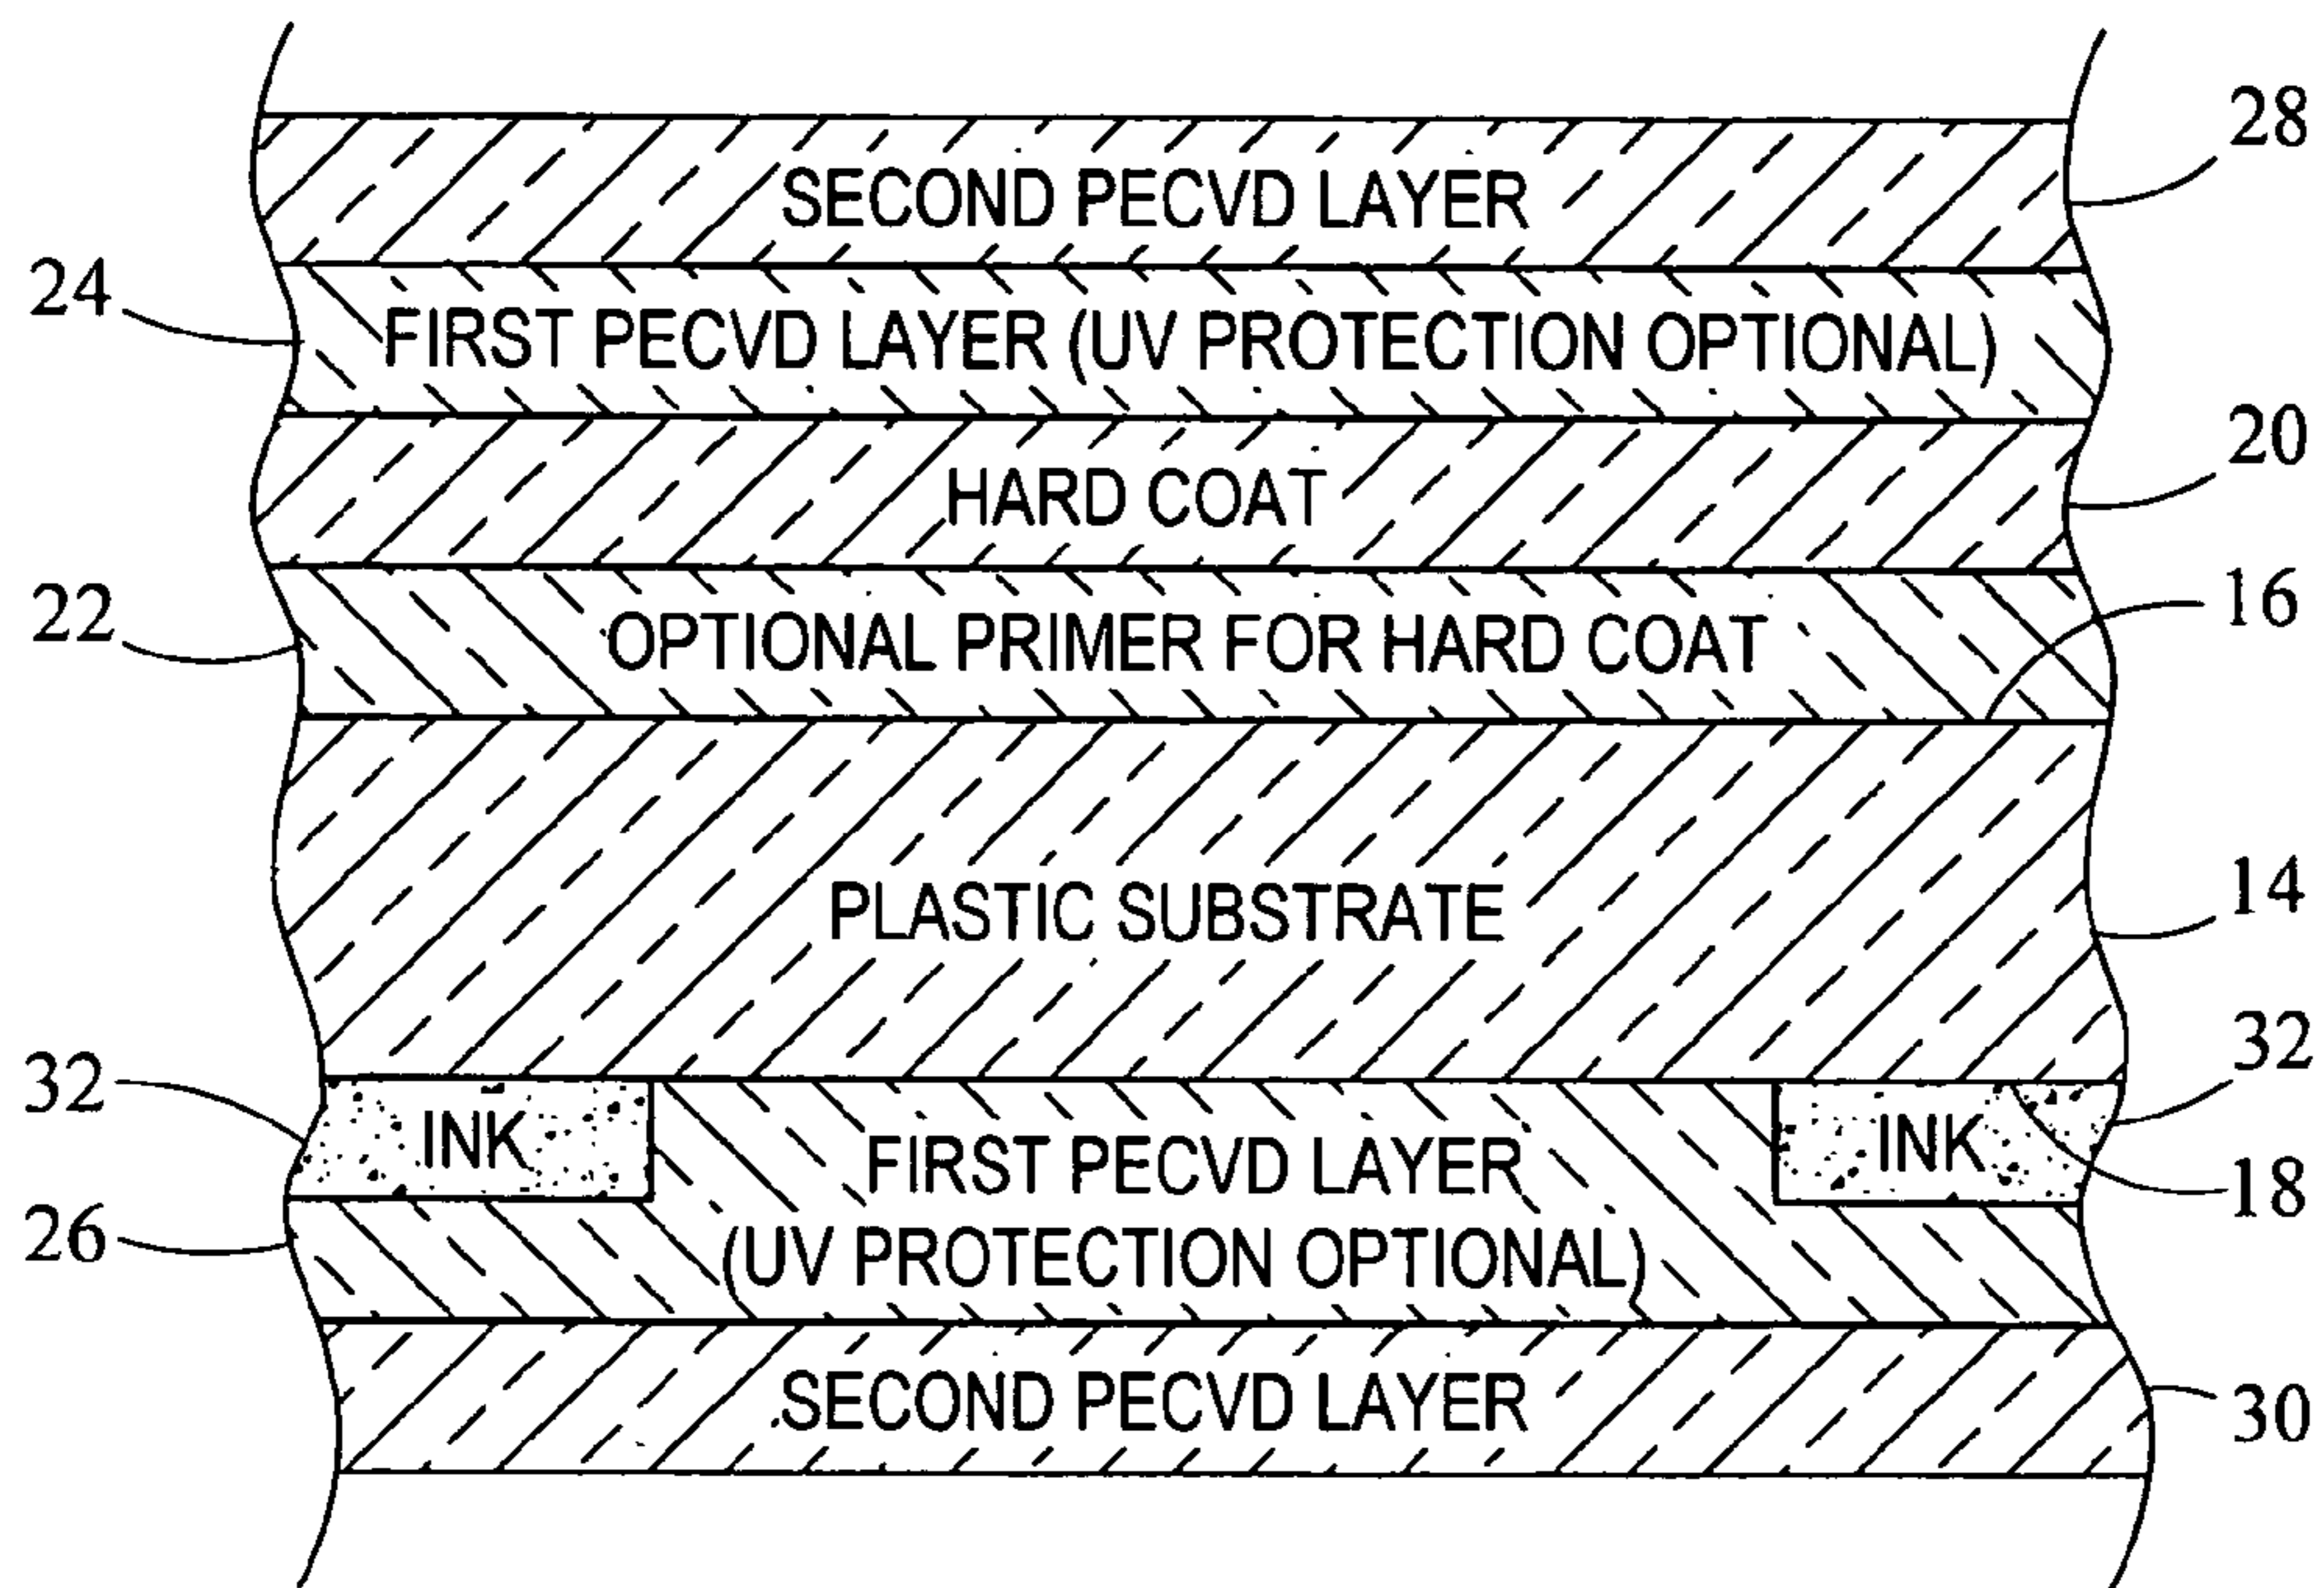 28
SECOND PECVD LAYER
24
FIRST PECVD LAYER (UV PROTECTION OPTIONAL)
20
HARD COAT
22
16
OPTIONAL PRIMER FOR HARD COAT
14
PLASTIC SUBSTRATE
32
32
INK
INK
FIRST PECVD LAYER
18
26
(UV PROTECTION OPTIONAL)
SECOND PECVD LAYER
30